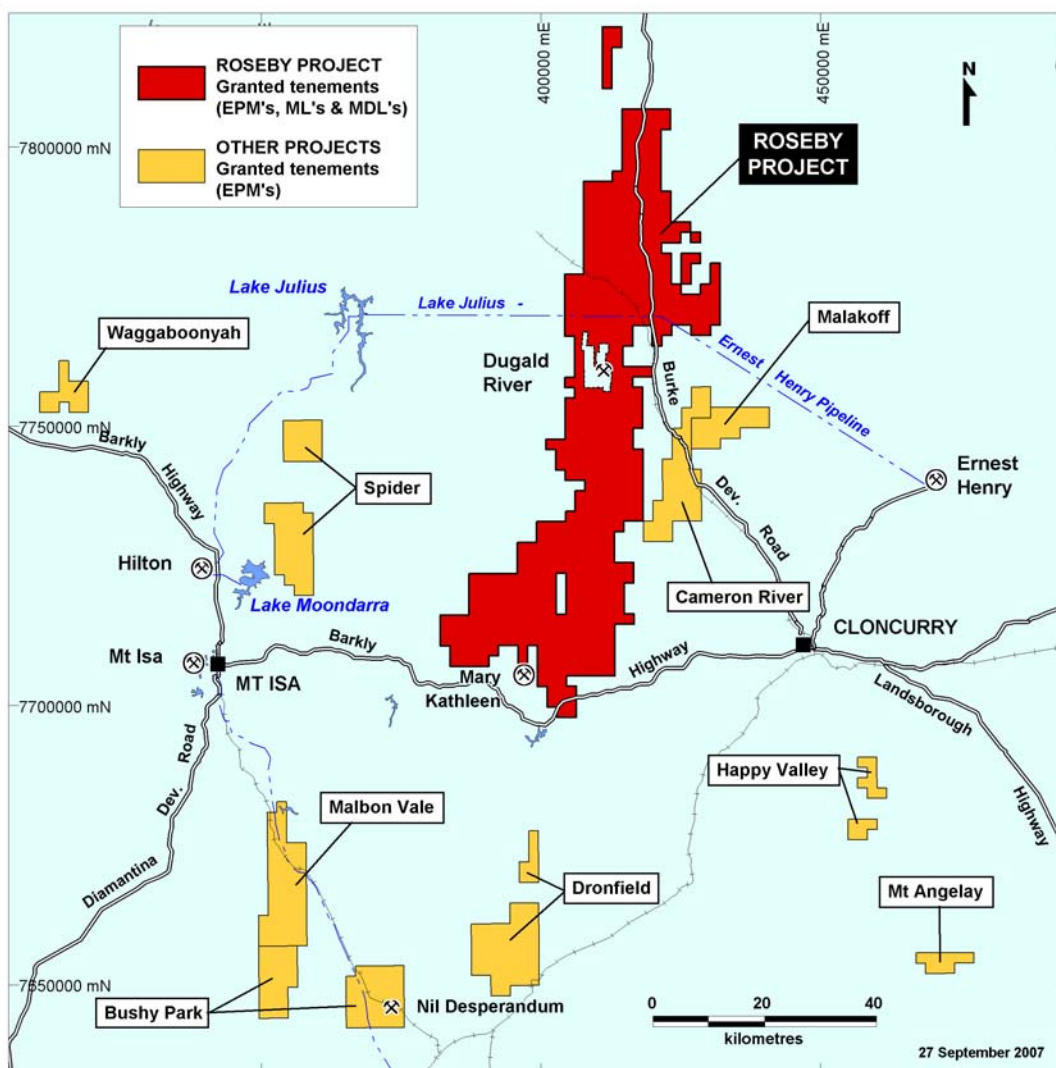 ROSEBY PROJECT
Granted tenements
(EPM's, ML's & MDL's)
OTHER PROJECTS
Granted tenements
(EPM's)
400000 mE
450000 mE
N
7800000 mN
ROSEBY
PROJECT
Lake Julius
Lake Julius -
Ernest Henry Pipeline
Waggaboonyah
Malakoff
Dugald
River
Burke
Dev.
Road
7750000 mN
Barkly
Highway
Spider
Ernest
Henry
Hilton
Lake Moondarra
Cameron River
CLONCURRY
Mt Isa
MT ISA
Barkly
Highway
Mary
Kathleen
Landsborough
Highway
7700000 mN
Happy Valley
Malbon Vale
Dev.
Road
Diamantina
Dronfield
Mt Angelay
Bushy Park
Nil Desperandum
0 20 40
kilometres
27 September 2007